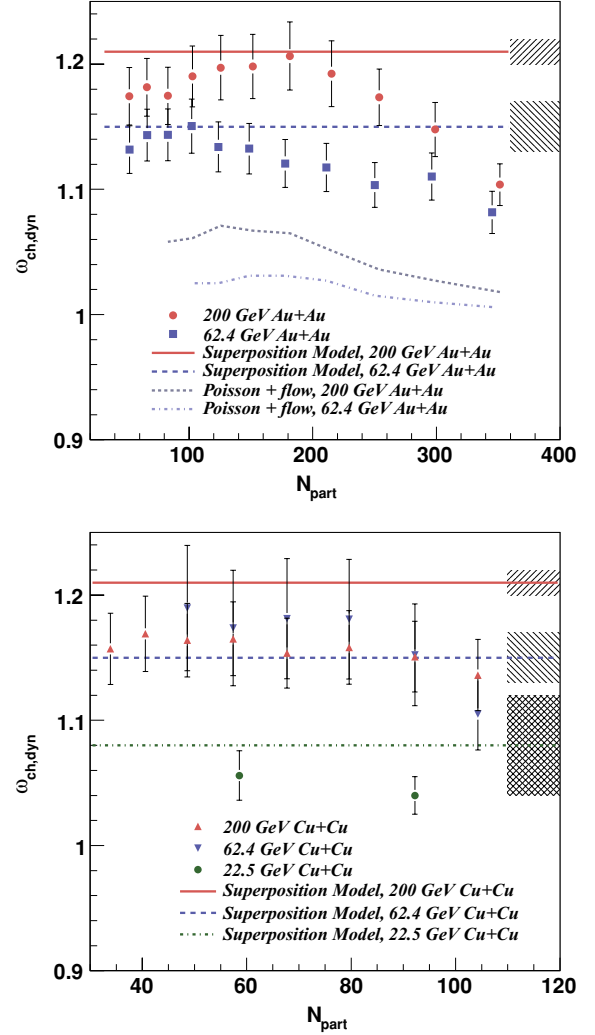 1.2
1.1
1
0.9
ωch,dyn
200 GeV Au+Au
62.4 GeV Au+Au
Superposition Model, 200 GeV Au+Au
Superposition Model, 62.4 GeV Au+Au
Poisson + flow, 200 GeV Au+Au
Poisson + flow, 62.4 GeV Au+Au
100 200 300 400
Npart
1.2
1.1
1
0.9
ωch,dyn
200 GeV Cu+Cu
62.4 GeV Cu+Cu
22.5 GeV Cu+Cu
Superposition Model, 200 GeV Cu+Cu
Superposition Model, 62.4 GeV Cu+Cu
Superposition Model, 22.5 GeV Cu+Cu
40 60 80 100 120
Npart